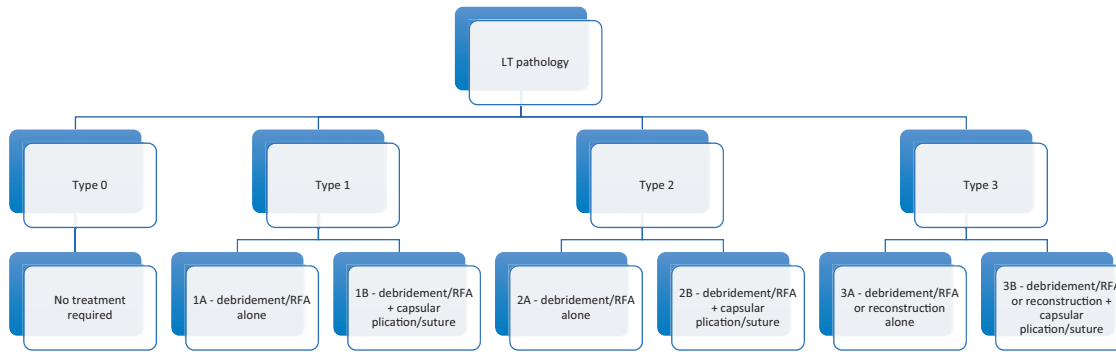 LT pathology
Type 0
Type 1
Type 2
Type 3
No treatment
required
1A - debridement/RFA
alone
1B - debridement/RFA
+ capsular
plication/suture
2A - debridement/RFA
alone
2B - debridement/RFA
+ capsular
plication/suture
3A - debridement/RFA
or reconstruction
alone
3B - debridement/RFA
or reconstruction +
capsular
plication/suture